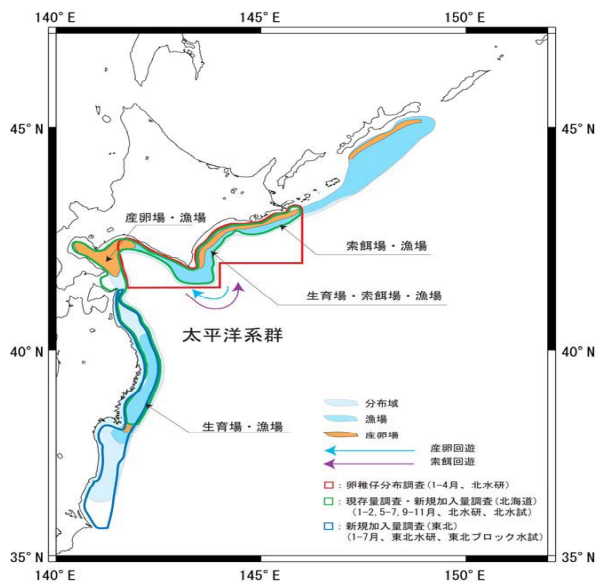 140° E
145° E
150° E
45° N
45° N
産卵場・漁場
索餌場・漁場
生育場・索餌場・漁場
太平洋系群
40° N
40° N
生育場・漁場
分布域
漁場
産卵場
産卵回遊
索餌回遊
：卵稚仔分布調査(1-4月、北水研)
：現存量調査・新規加入量調査(北海道)
(1-2, 5-7, 9-11月、北水研、北水試)
：新規加入量調査(東北)
(1-7月、東北水研、東北ブロック水試)
35° N
35° N
140° E
145° E
150° E